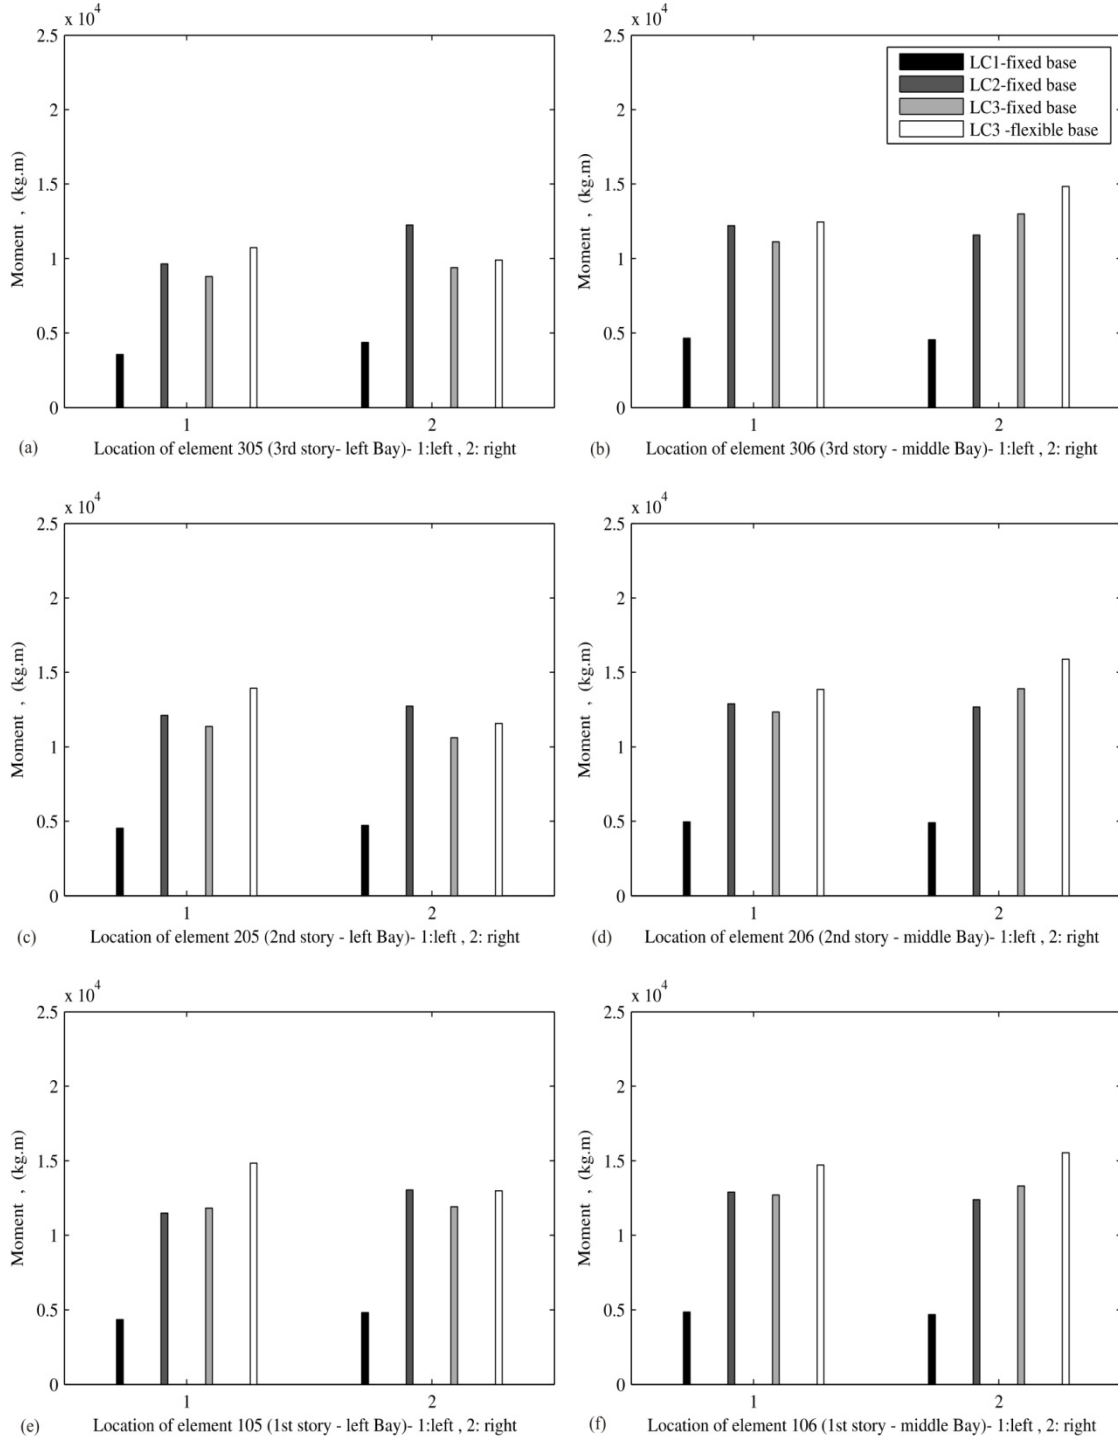 x 10^4
2.5
2
1.5
1
0.5
0
Moment , (kg.m)
1 2
(a) Location of element 305 (3rd story- left Bay)- 1:left , 2: right
x 10^4
2.5
2
1.5
1
0.5
0
Moment , (kg.m)
LC1-fixed base
LC2-fixed base
LC3-fixed base
LC3 -flexible base
1 2
(b) Location of element 306 (3rd story - middle Bay)- 1:left , 2: right
x 10^4
2.5
2
1.5
1
0.5
0
Moment , (kg.m)
1 2
(c) Location of element 205 (2nd story - left Bay)- 1:left , 2: right
x 10^4
2.5
2
1.5
1
0.5
0
Moment , (kg.m)
1 2
(d) Location of element 206 (2nd story - middle Bay)- 1:left , 2: right
x 10^4
2.5
2
1.5
1
0.5
0
Moment , (kg.m)
1 2
(e) Location of element 105 (1st story - left Bay)- 1:left , 2: right
x 10^4
2.5
2
1.5
1
0.5
0
Moment , (kg.m)
1 2
(f) Location of element 106 (1st story - middle Bay)- 1:left , 2: right